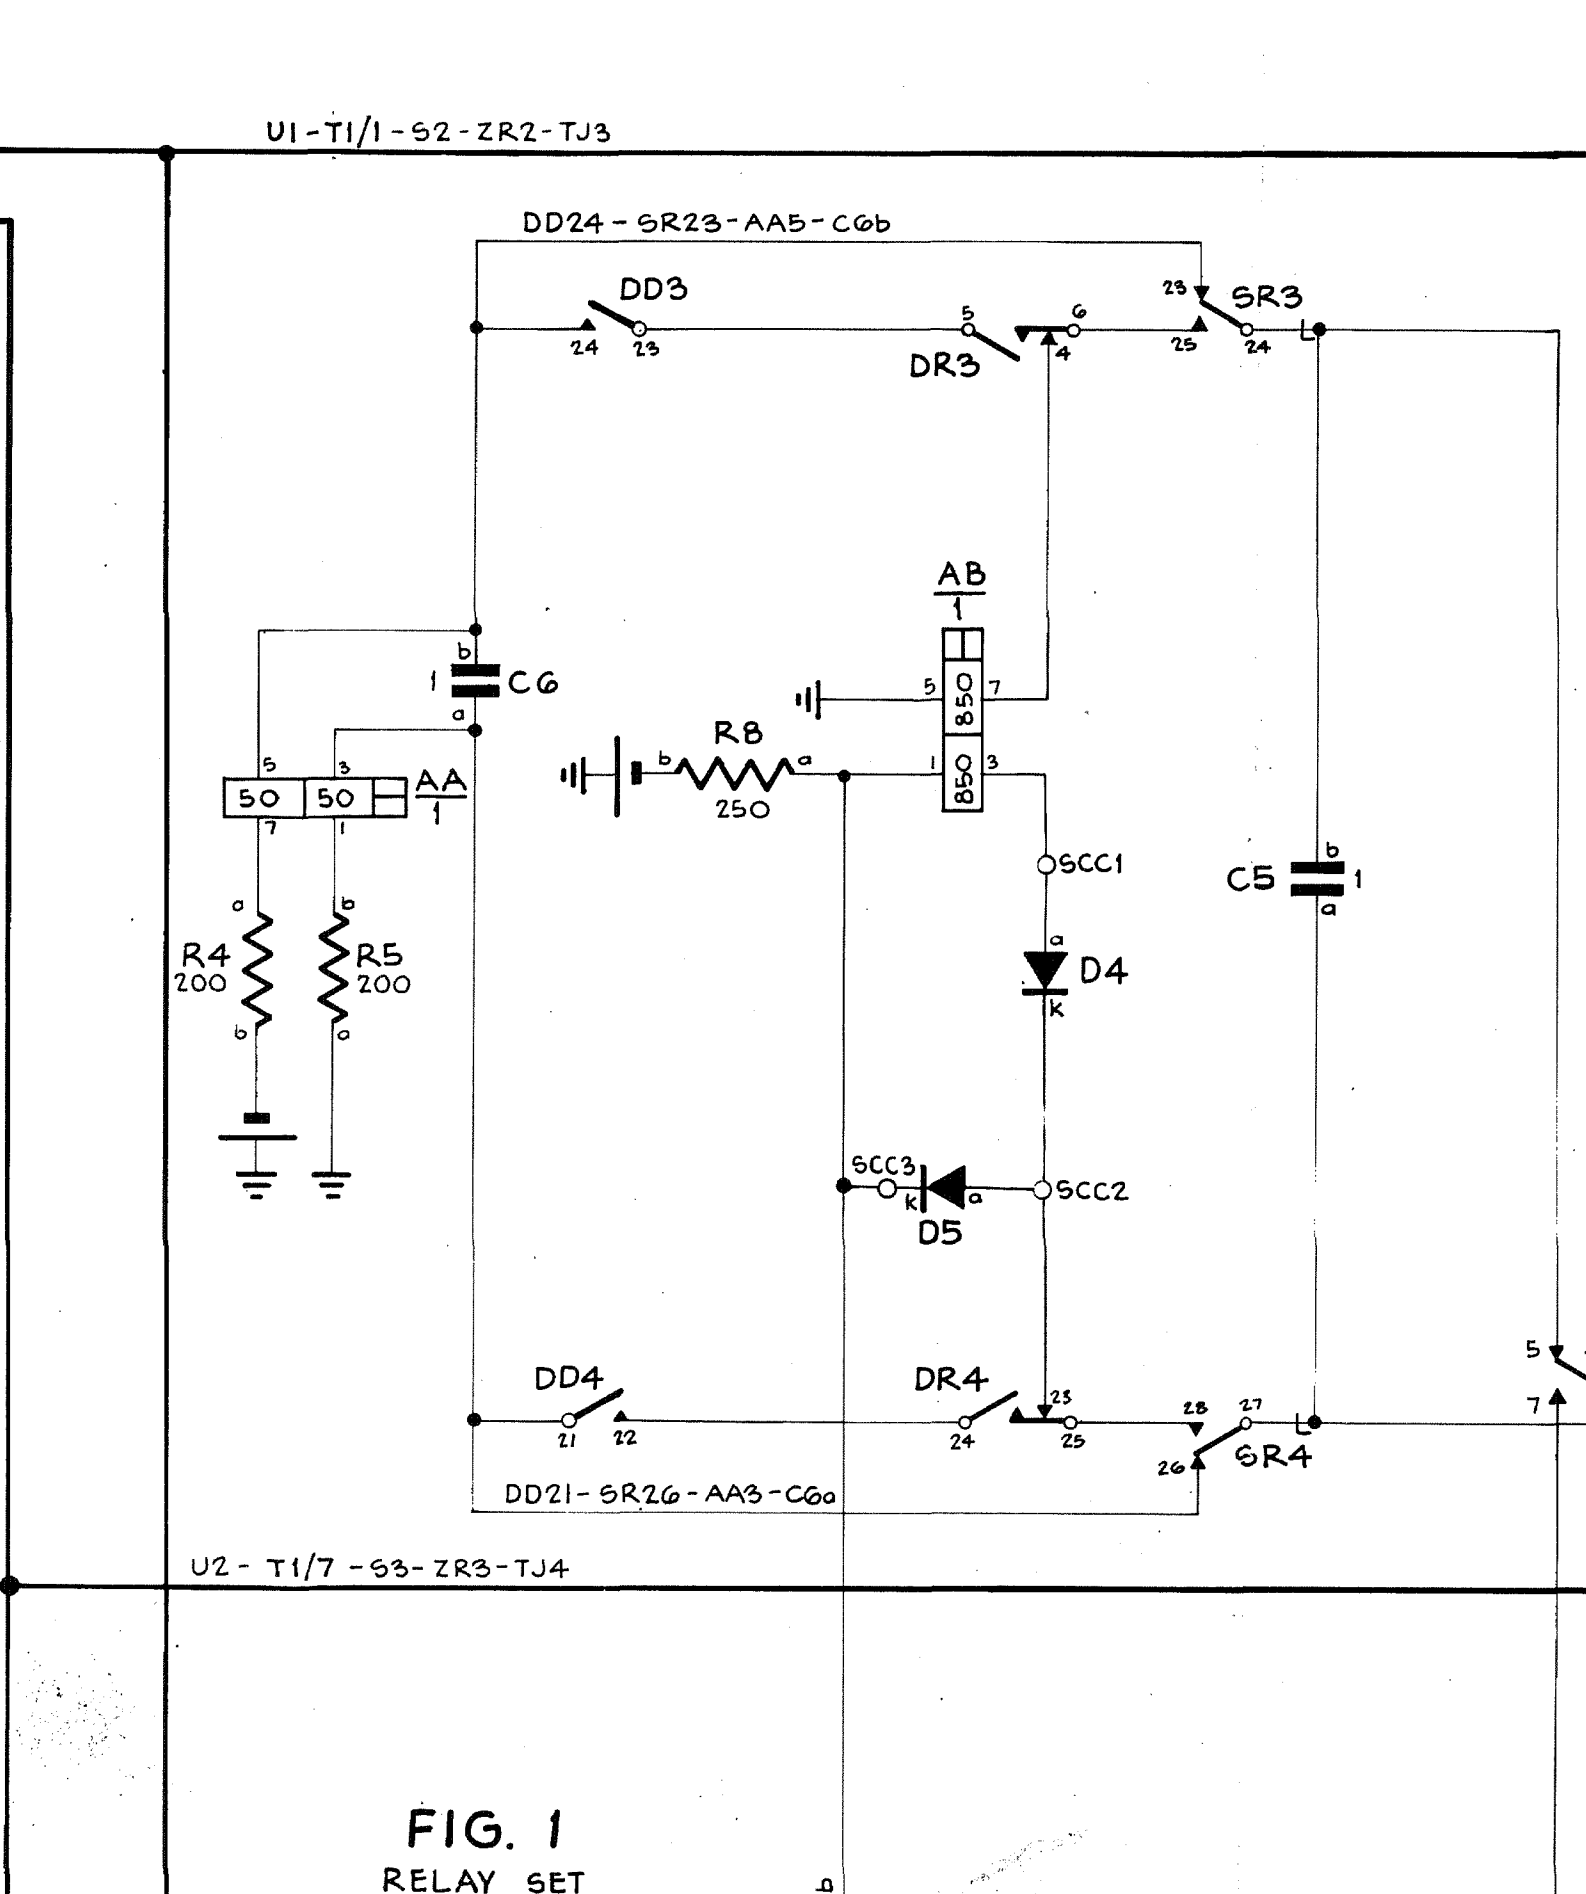 U1-T1/1-S2-ZR2-TJ3
DD24-SR23-AA5-C6b
DD3
24
23
5
DR3
6
4
23
SR3
25
24
AB
1
b
1
C6
a
5
850
7
R8
b
a
250
1
850
3
5
3
50
50
AA
1
7
1
SCC1
b
C5
1
a
a
b
R4
200
R5
200
b
a
a
D4
k
SCC3
k
a
SCC2
D5
5
7
DD4
21
22
DR4
24
23
25
28
27
26
SR4
DD21-SR26-AA3-C6a
U2-T1/7-S3-ZR3-TJ4
FIG. 1
RELAY SET
b